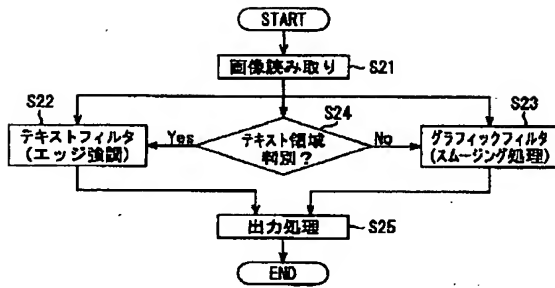 START
画像読み取り
S21
S22
S24
S23
テキストフィルタ
(エッジ強調)
Yes
テキスト領域
判別？
No
グラフィックフィルタ
(スムージング処理)
出力処理
S25
END